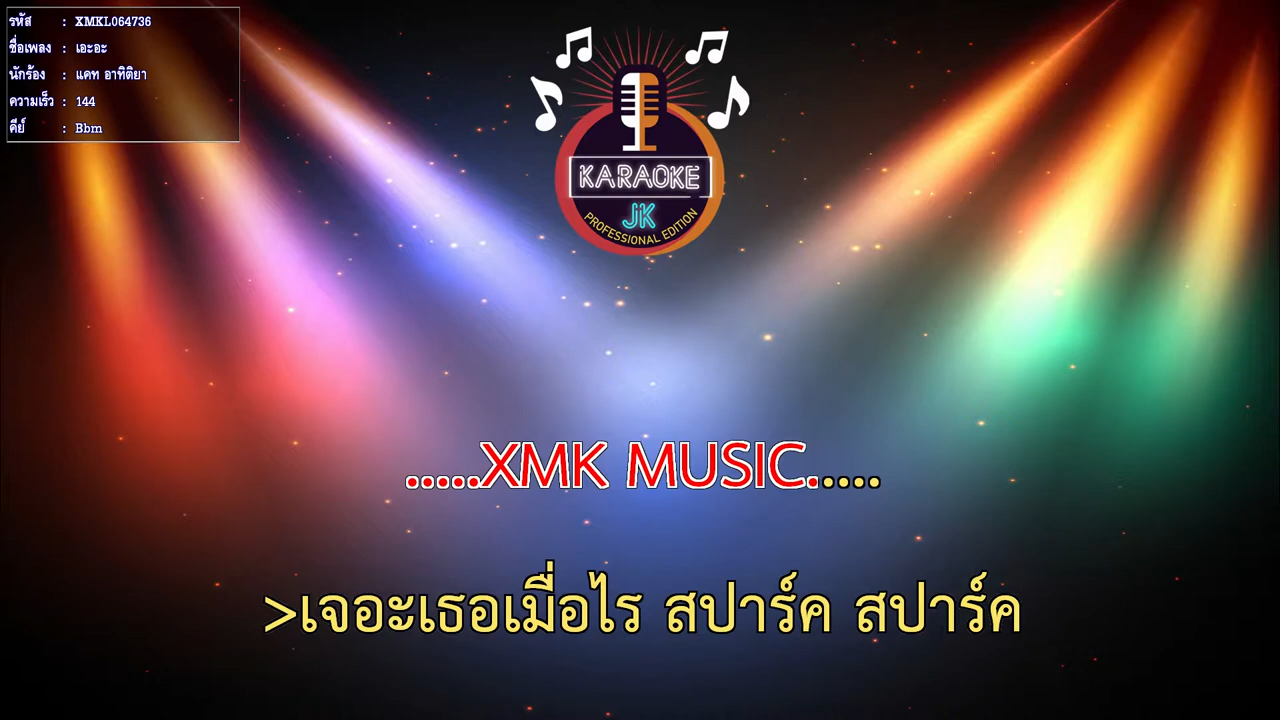 รหัส : XMKL064736
ชื่อเพลง : เอะอะ
นักร้อง : แคท อาทิติยา
ความเร็ว : 144
คีย์ : Bbm
KARAOKE
JK
PROFESSIONAL EDITION
.....XMK MUSIC.....
>เจอะเธอเมื่อไร สปาร์ค สปาร์ค